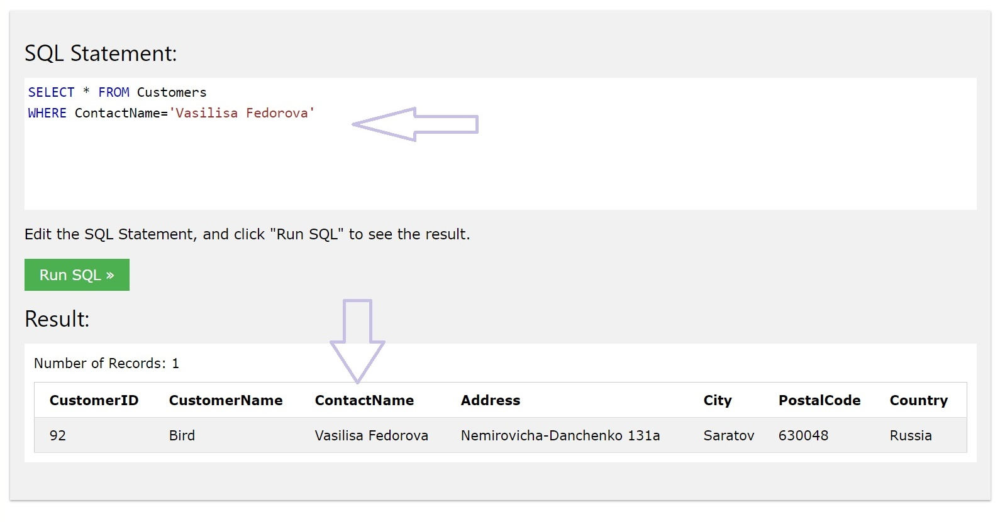 SQL Statement:
SELECT * FROM Customers
WHERE ContactName='Vasilisa Fedorova'
Edit the SQL Statement, and click "Run SQL" to see the result.
Run SQL »
Result:
Number of Records: 1
CustomerID CustomerName ContactName Address City PostalCode Country
92 Bird Vasilisa Fedorova Nemirovicha-Danchenko 131a Saratov 630048 Russia